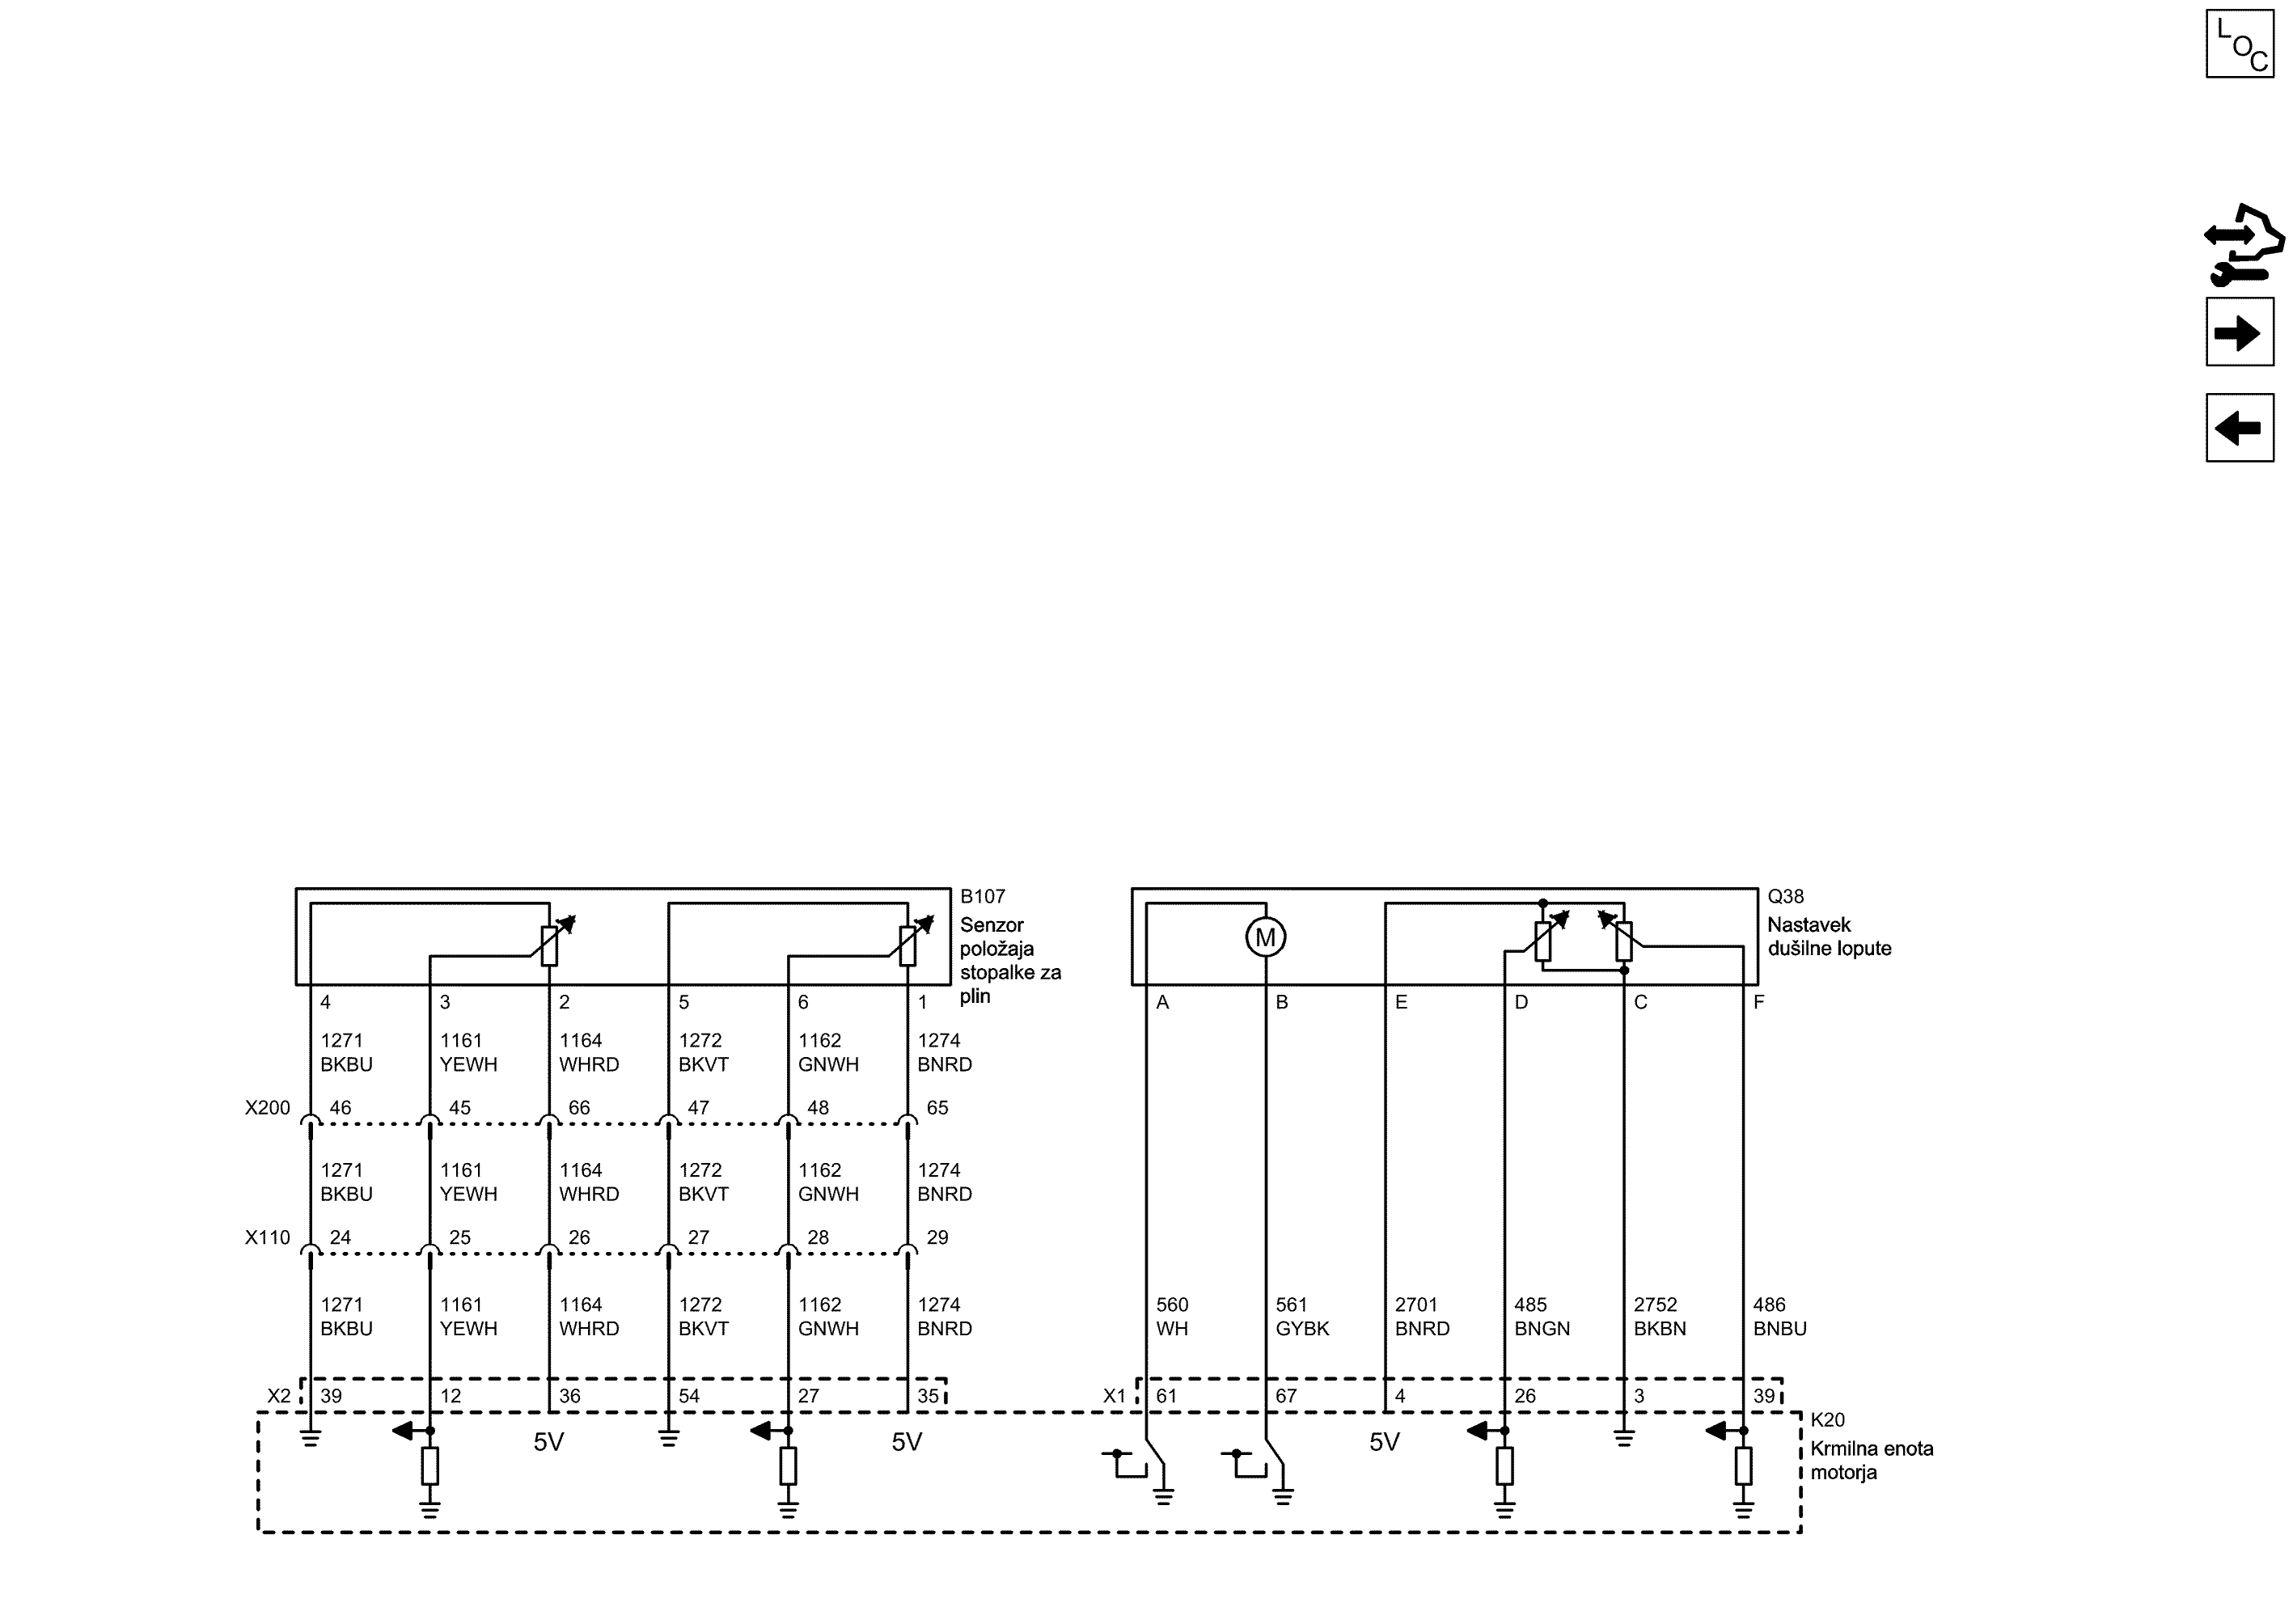 L
O
C
B107
Senzor
položaja
stopalke za
plin
Q38
Nastavek
dušilne lopute
M
4 3 2 5 6 1
A B E D C F
1271 1161 1164 1272 1162 1274
BKBU YEWH WHRD BKVT GNWH BNRD
X200 46 45 66 47 48 65
1271 1161 1164 1272 1162 1274
BKBU YEWH WHRD BKVT GNWH BNRD
X110 24 25 26 27 28 29
1271 1161 1164 1272 1162 1274
BKBU YEWH WHRD BKVT GNWH BNRD
560 561 2701 485 2752 486
WH GYBK BNRD BNGN BKBN BNBU
X2 39 12 36 54 27 35
X1 61 67 4 26 3 39
5V 5V 5V
K20
Krmilna enota
motorja